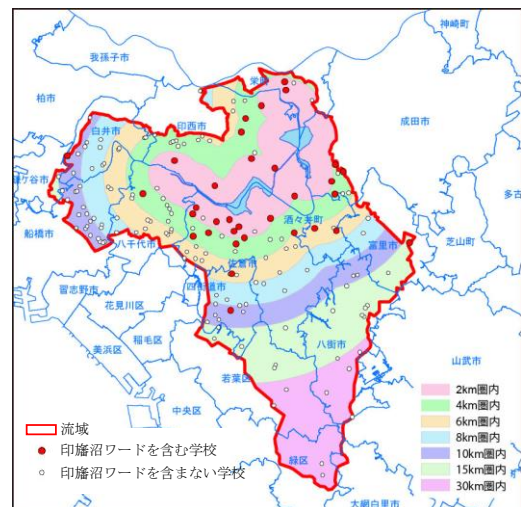 神崎町
我孫子市
栄町
柏市
成田市
白井市
印西市
鎌ケ谷市
多古
船橋市
酒々井町
八千代市
富里市
芝山町
佐倉市
四街道市
習志野市
花見川区
稲毛区
八街市
美浜区
山武市
若葉区
中央区
緑区
大網白里市
流域
印旛沼ワードを含む学校
印旛沼ワードを含まない学校
2km圏内
4km圏内
6km圏内
8km圏内
10km圏内
15km圏内
30km圏内